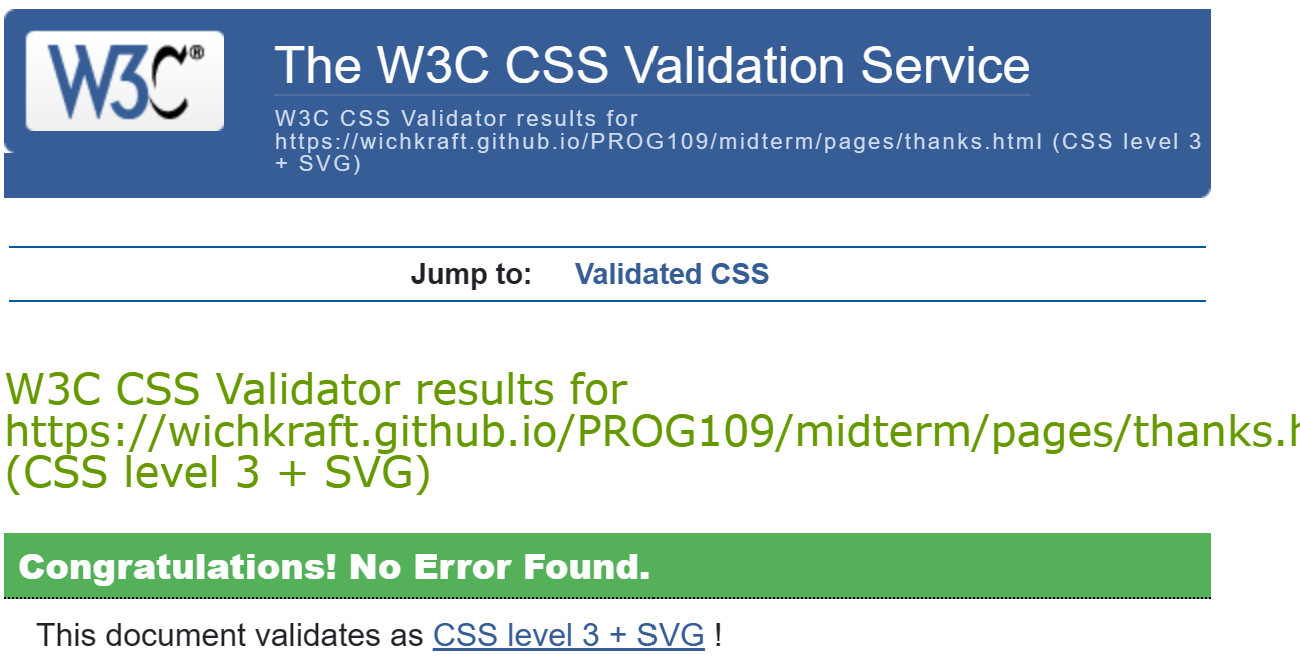 W3C®
The W3C CSS Validation Service
W3C CSS Validator results for
https://wichkraft.github.io/PROG109/midterm/pages/thanks.html (CSS level 3
+ SVG)
Jump to: Validated CSS
W3C CSS Validator results for
https://wichkraft.github.io/PROG109/midterm/pages/thanks.h
(CSS level 3 + SVG)
Congratulations! No Error Found.
This document validates as CSS level 3 + SVG !